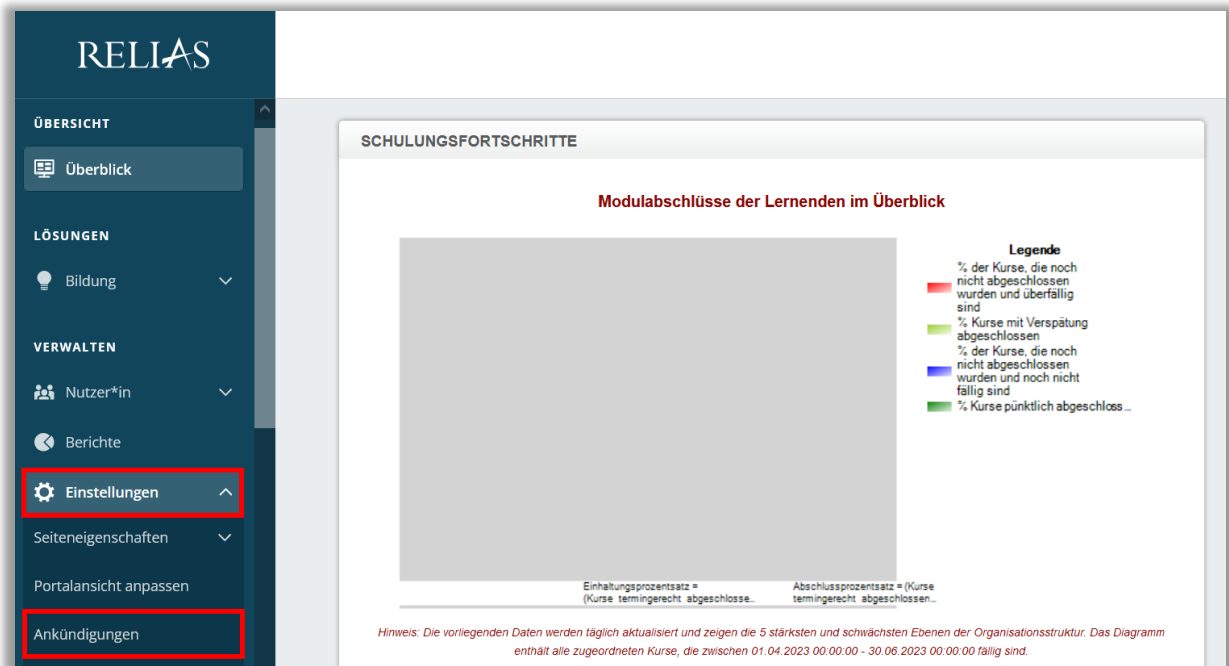 RELIAS
ÜBERSICHT
Überblick
LÖSUNGEN
Bildung
VERWALTEN
Nutzer*in
Berichte
Einstellungen
Seiteneigenschaften
Portalansicht anpassen
Ankündigungen
SCHULUNGSFORTSCHRITTE
Modulabschlüsse der Lernenden im Überblick
Legende
% der Kurse, die noch
nicht abgeschlossen
wurden und überfällig
sind
% Kurse mit Verspätung
abgeschlossen
% der Kurse, die noch
nicht abgeschlossen
wurden und noch nicht
fällig sind
% Kurse pünktlich abgeschloss...
Einhaltungsprozentsatz =
(Kurse termingerecht abgeschlosse...
Abschlussprozentsatz = (Kurse
termingerecht abgeschlossen...
Hinweis: Die vorliegenden Daten werden täglich aktualisiert und zeigen die 5 stärksten und schwächsten Ebenen der Organisationsstruktur. Das Diagramm
enthält alle zugeordneten Kurse, die zwischen 01.04.2023 00:00:00 - 30.06.2023 00:00:00 fällig sind.